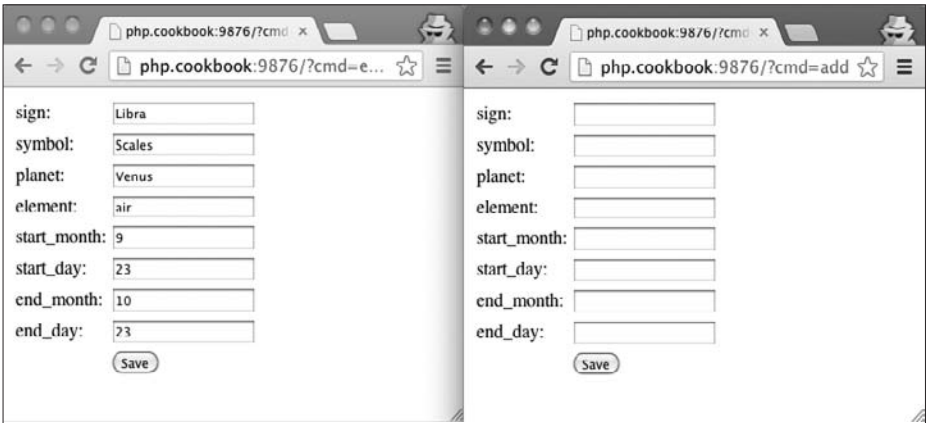 php.cookbook:9876/?cmd
php.cookbook:9876/?cmd=e...
sign: Libra
symbol: Scales
planet: Venus
element: air
start_month: 9
start_day: 23
end_month: 10
end_day: 23
Save
php.cookbook:9876/?cmd
php.cookbook:9876/?cmd=add
sign:
symbol:
planet:
element:
start_month:
start_day:
end_month:
end_day:
Save